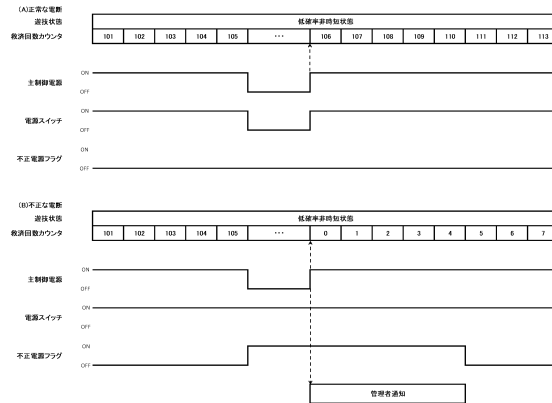 (A)正常な電断
遊技状態 低確率非時短状態
救済回数カウンタ 101 102 103 104 105 ･･･ 106 107 108 109 110 111 112 113
主制御電源 ON OFF
電源スイッチ ON OFF
不正電源フラグ ON OFF
(B)不正な電断
遊技状態 低確率非時短状態
救済回数カウンタ 101 102 103 104 105 ･･･ 0 1 2 3 4 5 6 7
主制御電源 ON OFF
電源スイッチ ON OFF
不正電源フラグ ON OFF
管理者通知